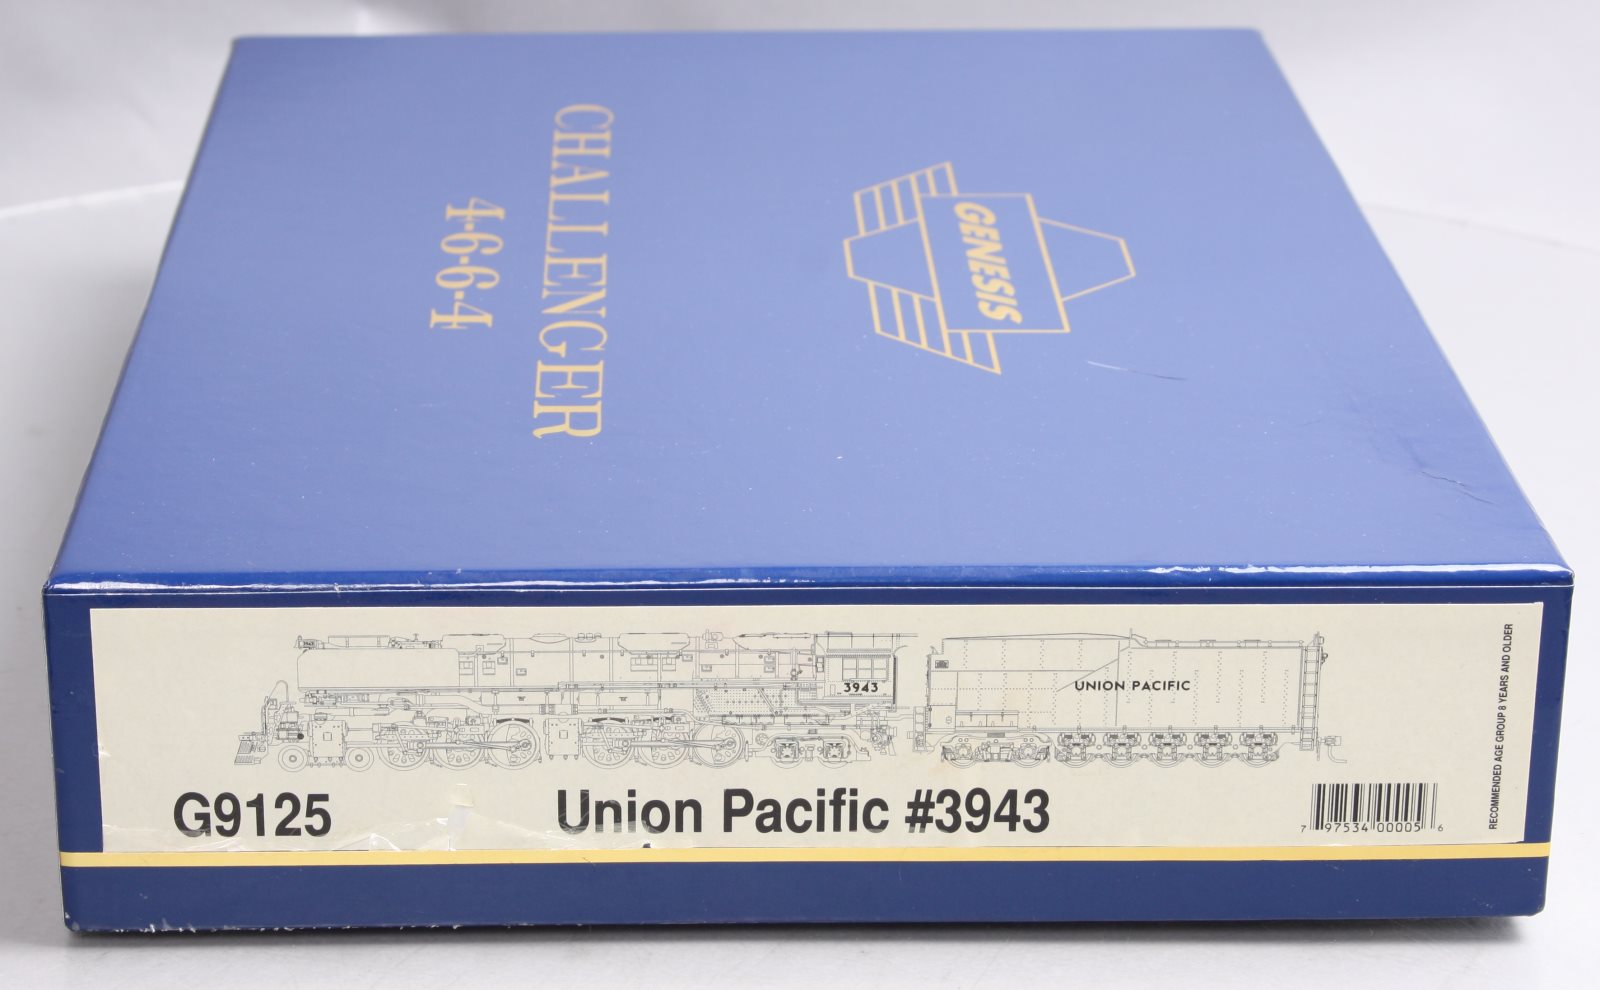 GENESIS
CHALLENGER
4-6-6-4
3943
UNION PACIFIC
G9125
Union Pacific #3943
7 97534 00005 6
RECOMMENDED AGE GROUP 8 YEARS AND OLDER